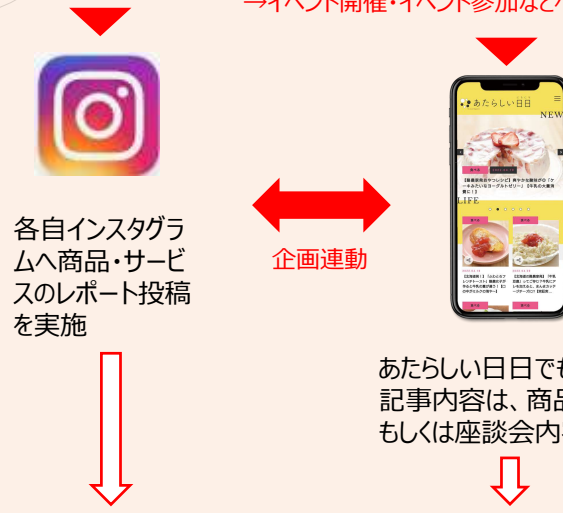 →イベント開催・イベント参加など
あたらしい日日
NEW
LIFE
各自インスタグラ
ムへ商品・サービ
スのレポート投稿
を実施
企画連動
あたらしい日日でも
記事内容は、商品
もしくは座談会内